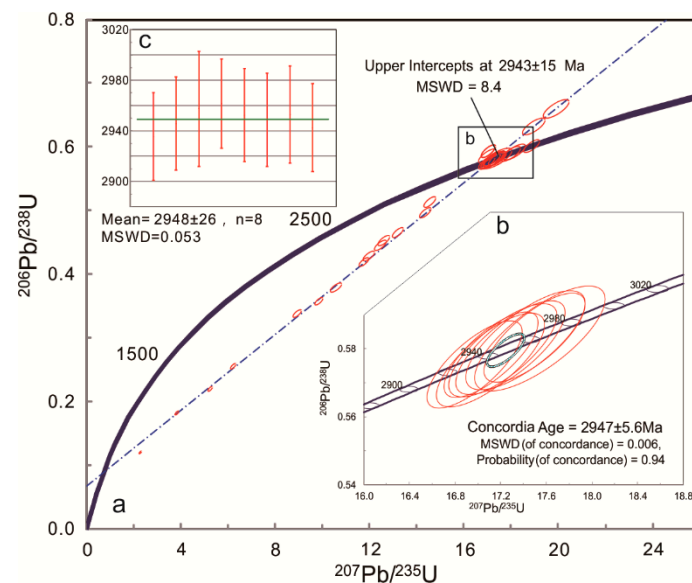 0.8
0.6
0.4
0.2
0.0
0
4
8
12
16
20
24
206Pb/238U
207Pb/235U
a
1500
2500
c
3020
2980
2940
2900
Mean= 2948±26 , n=8
MSWD=0.053
Upper Intercepts at 2943±15 Ma
MSWD = 8.4
b
b
3020
2980
2940
2900
0.58
0.56
0.54
206Pb/238U
Concordia Age = 2947±5.6Ma
MSWD (of concordance) = 0.006,
Probability (of concordance) = 0.94
16.0
16.4
16.8
17.2
17.6
18.0
18.4
18.8
207Pb/235U